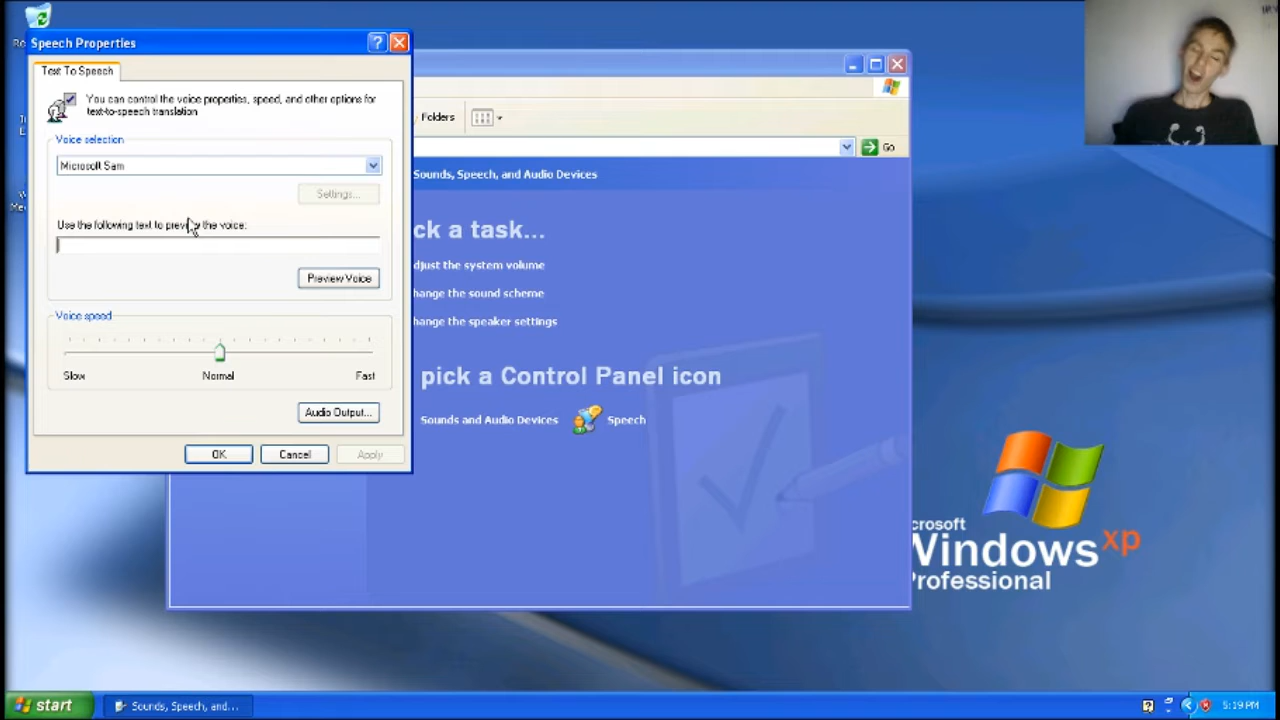 Speech Properties
Text To Speech
You can control the voice properties, speed, and other options for
text-to-speech translation
Voice selection
Microsoft Sam
Settings...
Use the following text to preview the voice:
Preview Voice
Voice speed
Slow
Normal
Fast
Audio Output...
OK
Cancel
Apply
Folders
Go
Sounds, Speech, and Audio Devices
ck a task...
djust the system volume
hange the sound scheme
hange the speaker settings
pick a Control Panel icon
Sounds and Audio Devices
Speech
crosoft
Windows xp
Professional
start
Sounds, Speech, and...
5:19 PM